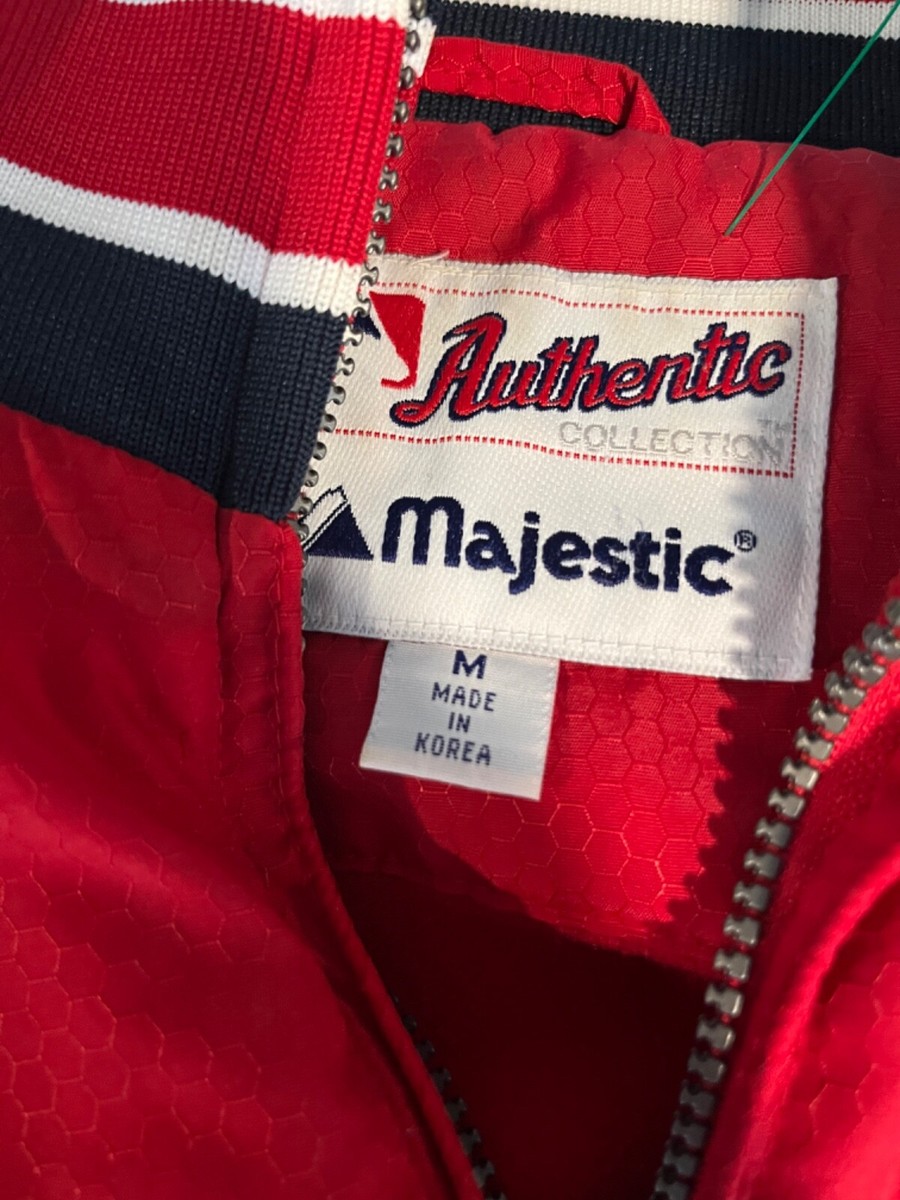 Authentic
COLLECTION™
Majestic®
M
MADE
IN
KOREA